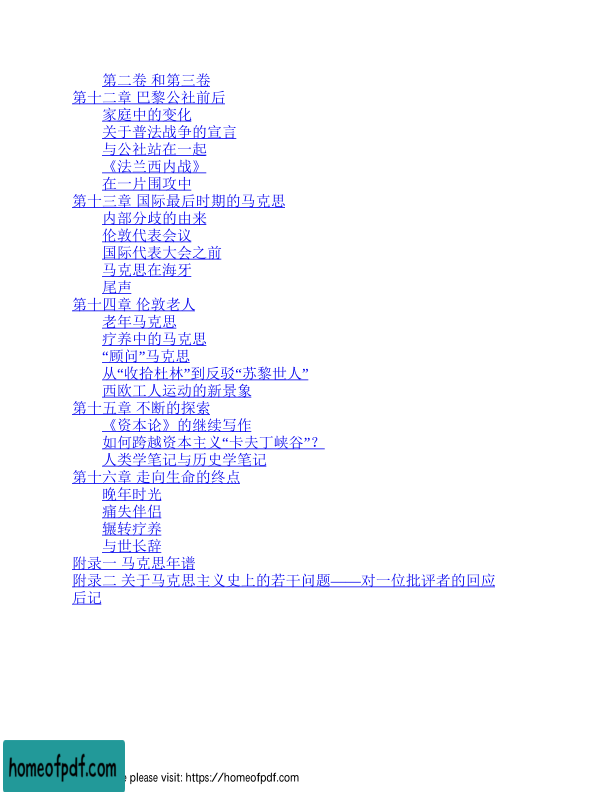 第二卷 和第三卷
第十二章 巴黎公社前后
家庭中的变化
关于普法战争的宣言
与公社站在一起
《法兰西内战》
在一片围攻中
第十三章 国际最后时期的马克思
内部分歧的由来
伦敦代表会议
国际代表大会之前
马克思在海牙
尾声
第十四章 伦敦老人
老年马克思
疗养中的马克思
“顾问”马克思
从“收拾杜林”到反驳“苏黎世人”
西欧工人运动的新景象
第十五章 不断的探索
《资本论》的继续写作
如何跨越资本主义“卡夫丁峡谷”？
人类学笔记与历史学笔记
第十六章 走向生命的终点
晚年时光
痛失伴侣
辗转疗养
与世长辞
附录一 马克思年谱
附录二 关于马克思主义史上的若干问题——对一位批评者的回应
后记
homeofpdf.com
e please visit: https://homeofpdf.com